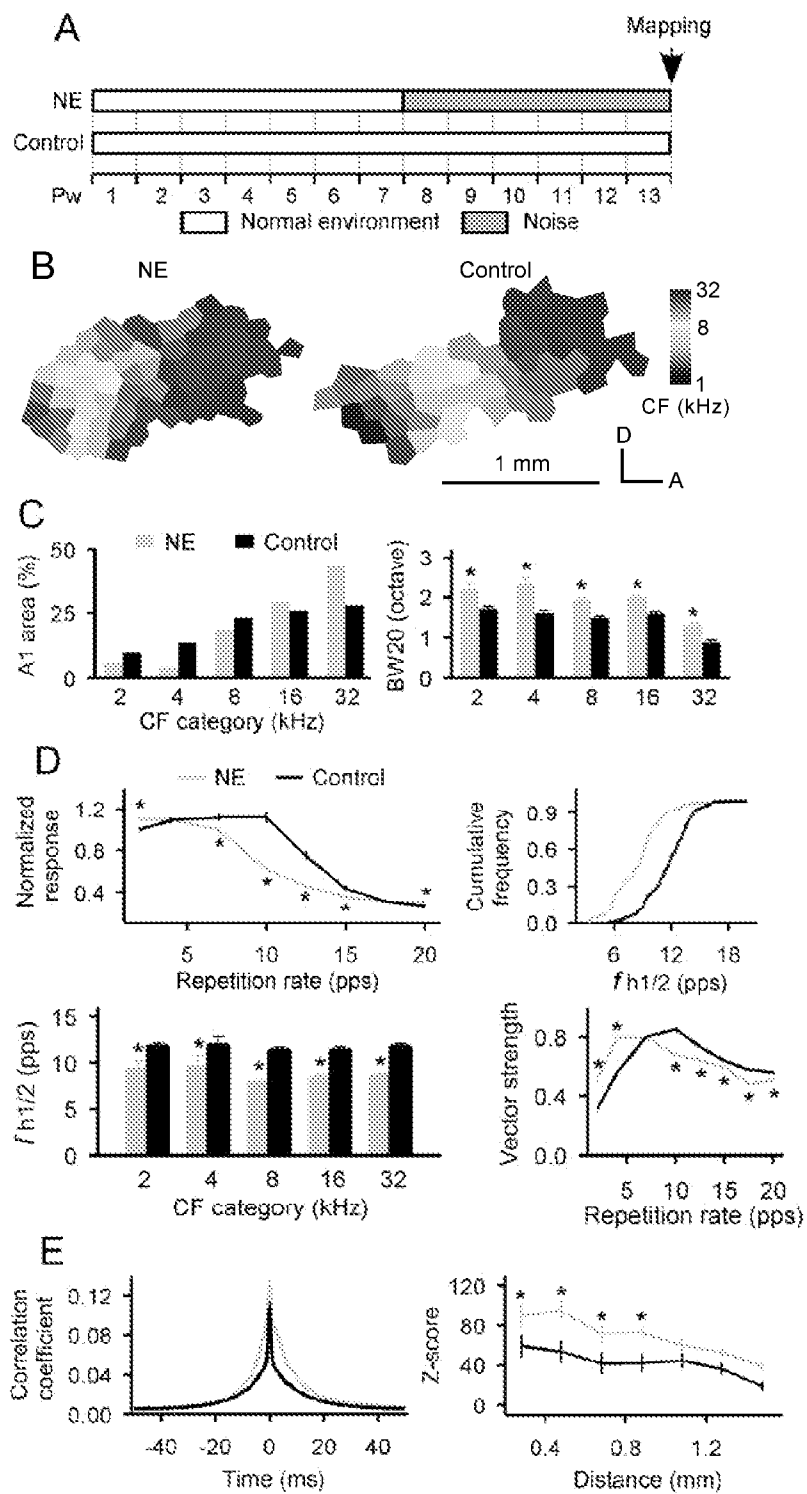 A
Mapping
NE
Control
Pw 1 2 3 4 5 6 7 8 9 10 11 12 13
Normal environment Noise
B
NE Control
32
8
1
CF (kHz)
D
A
1 mm
C
NE Control
A1 area (%)
50
25
0
2 4 8 16 32
CF category (kHz)
BW20 (octave)
3
2
1
0
* * * * *
2 4 8 16 32
D
NE Control
Normalized response
1.2
0.8
0.4
* * * * * *
5 10 15 20
Repetition rate (pps)
Cumulative frequency
0.9
0.6
0.3
0.0
6 12 18
f h1/2 (pps)
f h1/2 (pps)
15
10
5
0
* * * * *
2 4 8 16 32
CF category (kHz)
Vector strength
0.8
0.4
0.0
* * * * * * *
5 10 15 20
Repetition rate (pps)
E
Correlation coefficient
0.12
0.08
0.04
0.00
-40 -20 0 20 40
Time (ms)
Z-score
120
80
40
0
* * * *
0.4 0.8 1.2
Distance (mm)